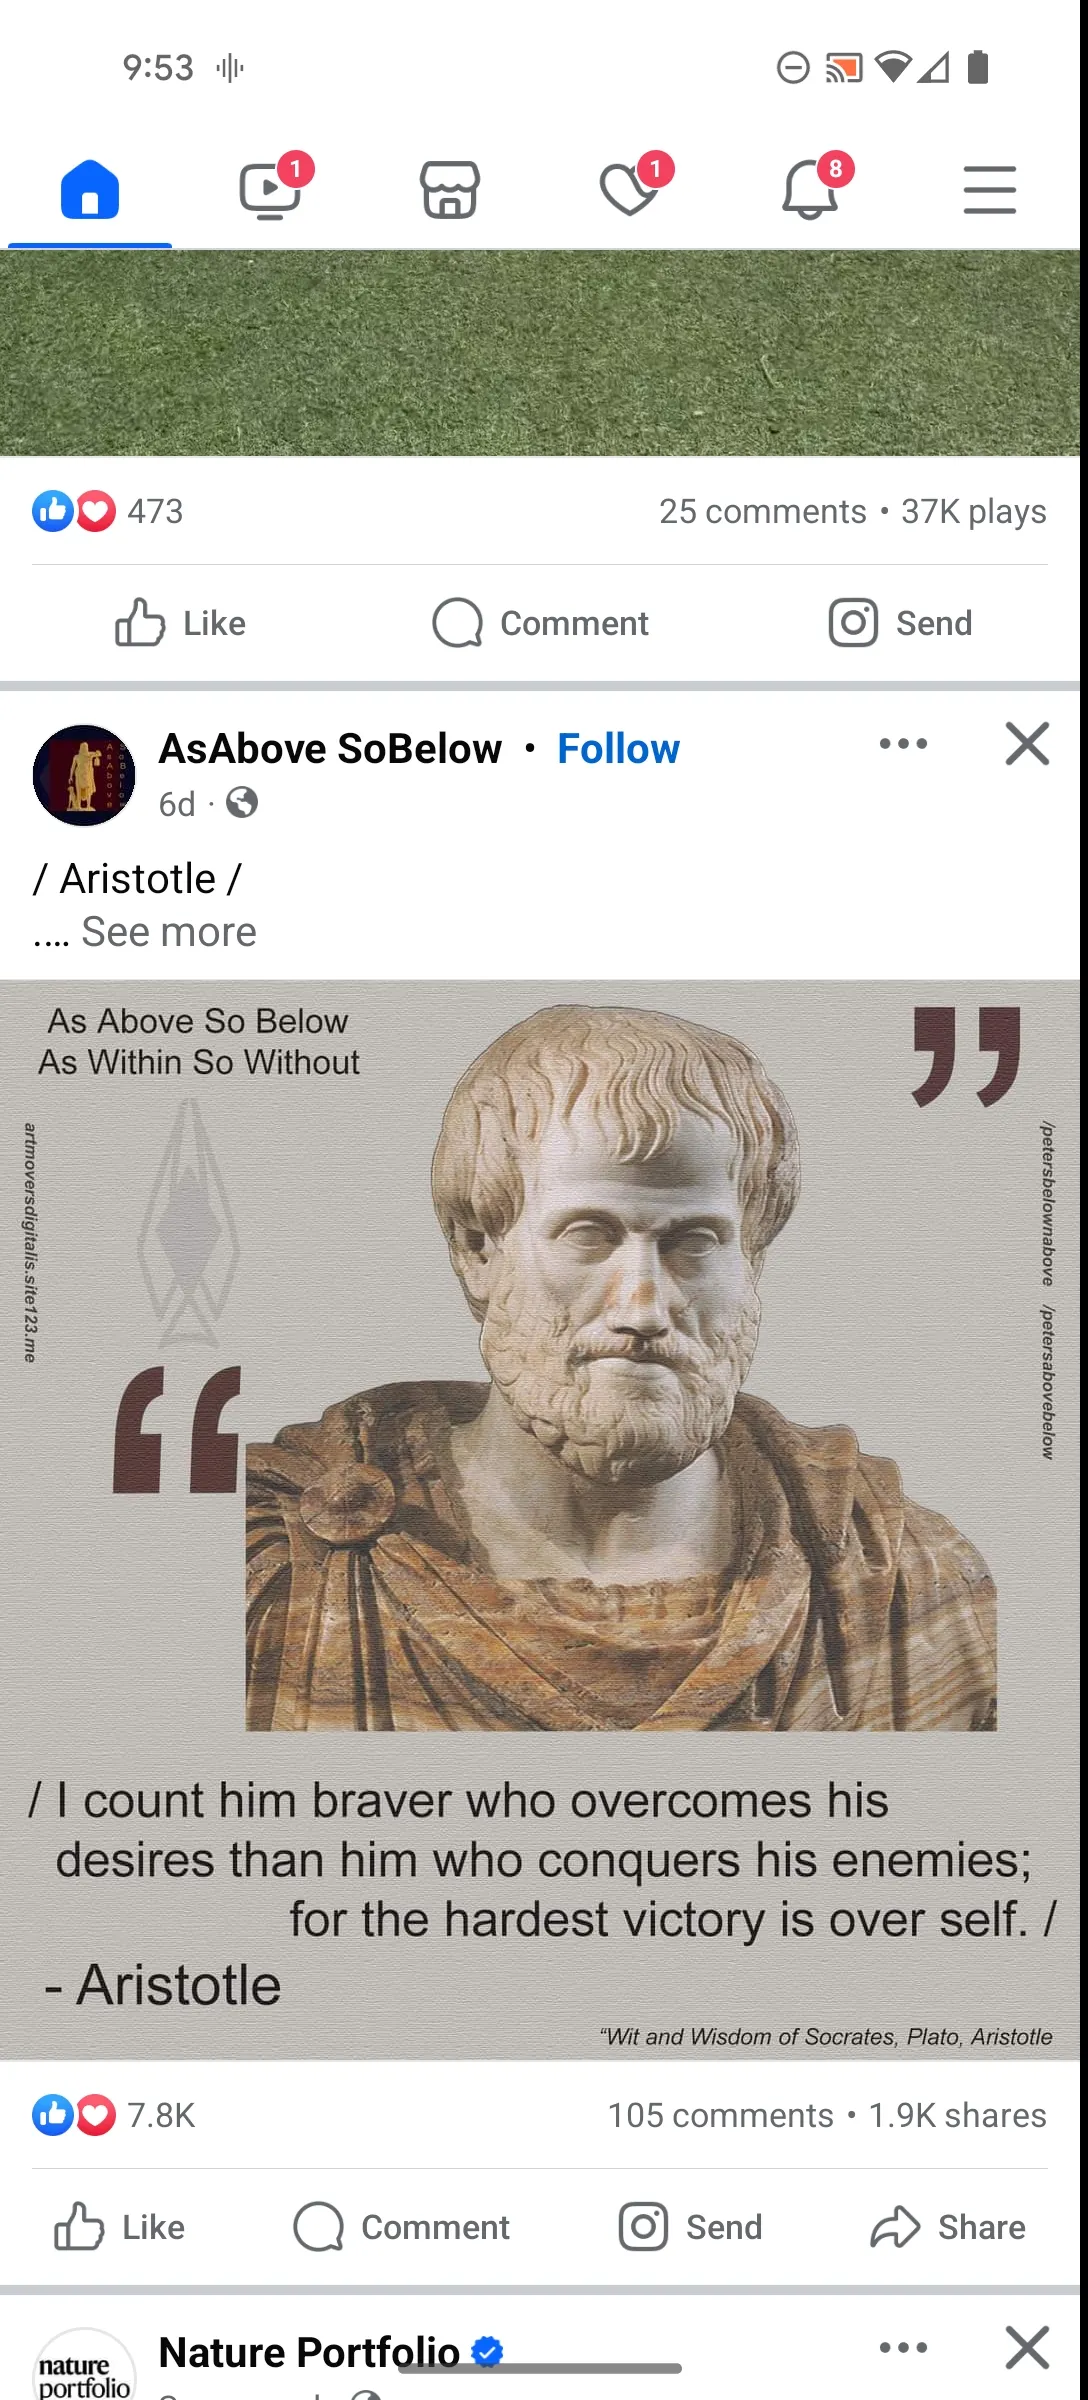 9:53
1
1
8
473
25 comments • 37K plays
Like
Comment
Send
AsAbove SoBelow • Follow
6d ·
/ Aristotle /
.... See more
As Above So Below
As Within So Without
artmoversdigitalis.site123.me
/petersbelownabove /petersabovebelow
”
“
/ I count him braver who overcomes his
desires than him who conquers his enemies;
for the hardest victory is over self. /
- Aristotle
“Wit and Wisdom of Socrates, Plato, Aristotle
7.8K
105 comments • 1.9K shares
Like
Comment
Send
Share
nature
portfolio
Nature Portfolio